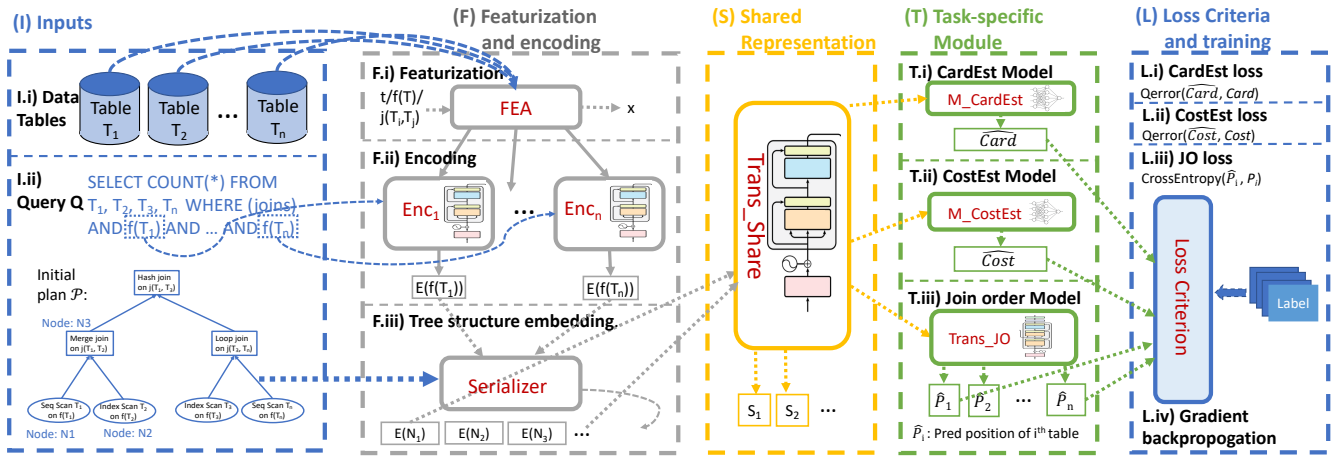 (I) Inputs
I.i) Data
Tables
Table
T1
Table
T2
...
Table
Tn
I.ii)
Query Q
SELECT COUNT(*) FROM
T1, T2, T3, Tn WHERE (joins)
AND f(T1) AND ... AND f(Tn)
Initial
plan 𝒫:
Hash join
on j(T1, T3)
Node: N3
Merge join
on j(T1, T2)
Loop join
on j(T3, Tn)
Seq Scan T1
on f(T1)
Index Scan T2
on f(T2)
Index Scan T3
on f(T3)
Seq Scan Tn
on f(Tn)
Node: N1
Node: N2
(F) Featurization
and encoding
F.i) Featurization
t/f(T)/
j(Ti,Tj)
FEA
x
F.ii) Encoding
Enc1
...
Encn
E(f(T1))
E(f(Tn))
F.iii) Tree structure embedding.
Serializer
E(N1)
E(N2)
E(N3)
...
(S) Shared
Representation
Trans_Share
S1
S2
...
(T) Task-specific
Module
T.i) CardEst Model
M_CardEst
Card̂
T.ii) CostEst Model
M_CostEst
Cosť
T.iii) Join order Model
Trans_JO
P̂1
P̂2
...
P̂n
P̂i : Pred position of ith table
(L) Loss Criteria
and training
L.i) CardEst loss
Qerror(Card̂, Card)
L.ii) CostEst loss
Qerror(Cost̂, Cost)
L.iii) JO loss
CrossEntropy(P̂i , Pi)
Loss Criterion
Label
L.iv) Gradient
backpropogation